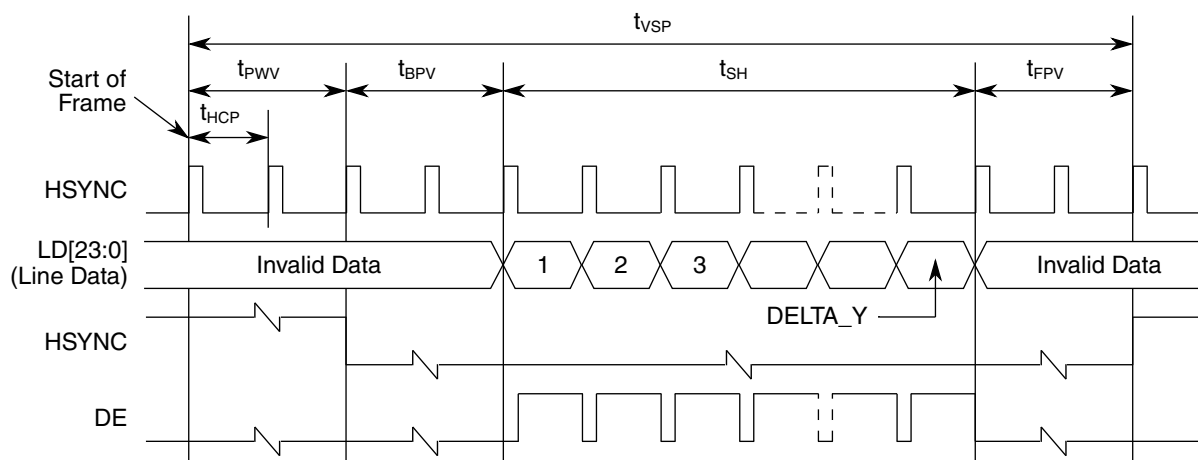 tVSP
tPWV
tBPV
tSH
tFPV
Start of
Frame
tHCP
HSYNC
LD[23:0]
(Line Data)
Invalid Data
1
2
3
Invalid Data
DELTA_Y
HSYNC
DE